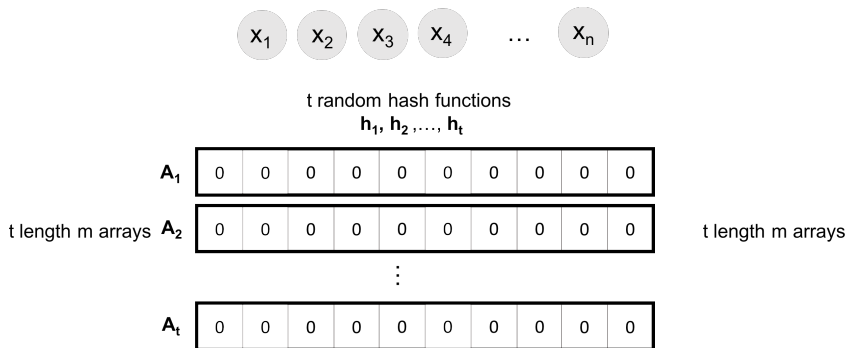 x₁ x₂ x₃ x₄ … xₙ
t random hash functions
h₁, h₂ ,…, hₜ
A₁ 0 0 0 0 0 0 0 0 0 0
t length m arrays A₂ 0 0 0 0 0 0 0 0 0 0 t length m arrays
⋮
Aₜ 0 0 0 0 0 0 0 0 0 0